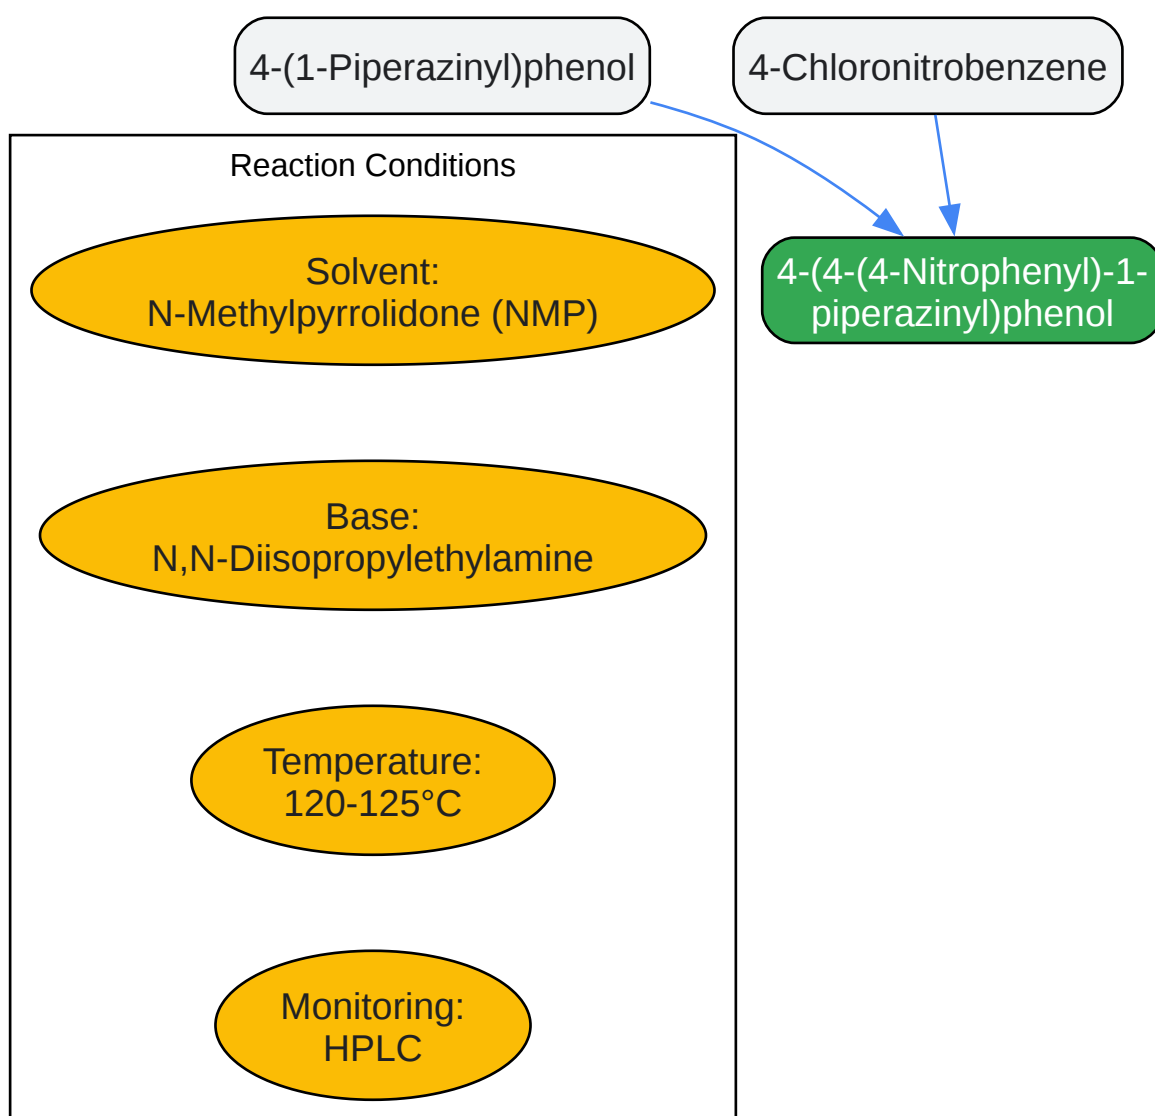 4-(1-Piperazinyl)phenol
4-Chloronitrobenzene
Reaction Conditions
Solvent:
N-Methylpyrrolidone (NMP)
4-(4-(4-Nitrophenyl)-1-
piperazinyl)phenol
Base:
N,N-Diisopropylethylamine
Temperature:
120-125°C
Monitoring:
HPLC